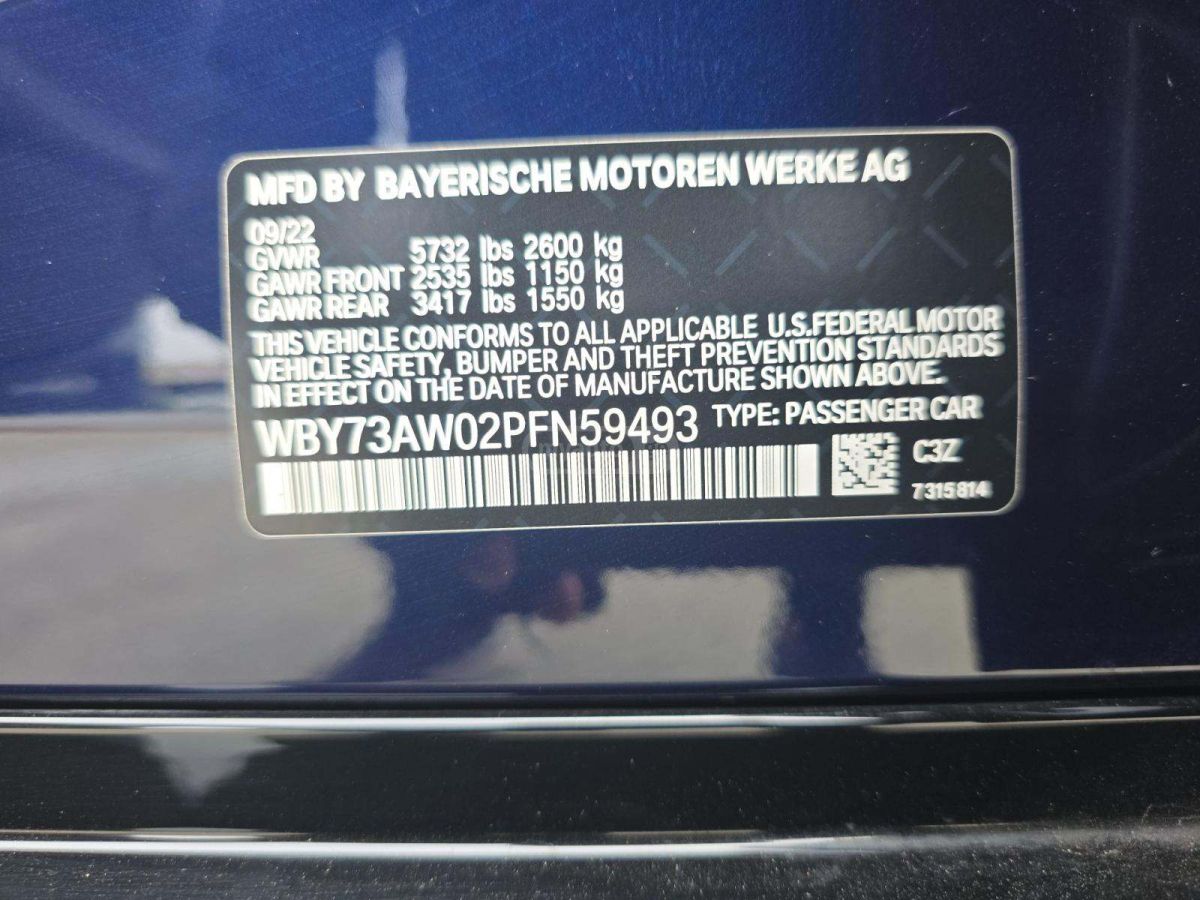 MFD BY BAYERISCHE MOTOREN WERKE AG
09/22
GVWR 5732 lbs 2600 kg
GAWR FRONT 2535 lbs 1150 kg
GAWR REAR 3417 lbs 1550 kg
THIS VEHICLE CONFORMS TO ALL APPLICABLE U.S.FEDERAL MOTOR
VEHICLE SAFETY, BUMPER AND THEFT PREVENTION STANDARDS
IN EFFECT ON THE DATE OF MANUFACTURE SHOWN ABOVE.
WBY73AW02PFN59493 TYPE: PASSENGER CAR
C3Z
7315814